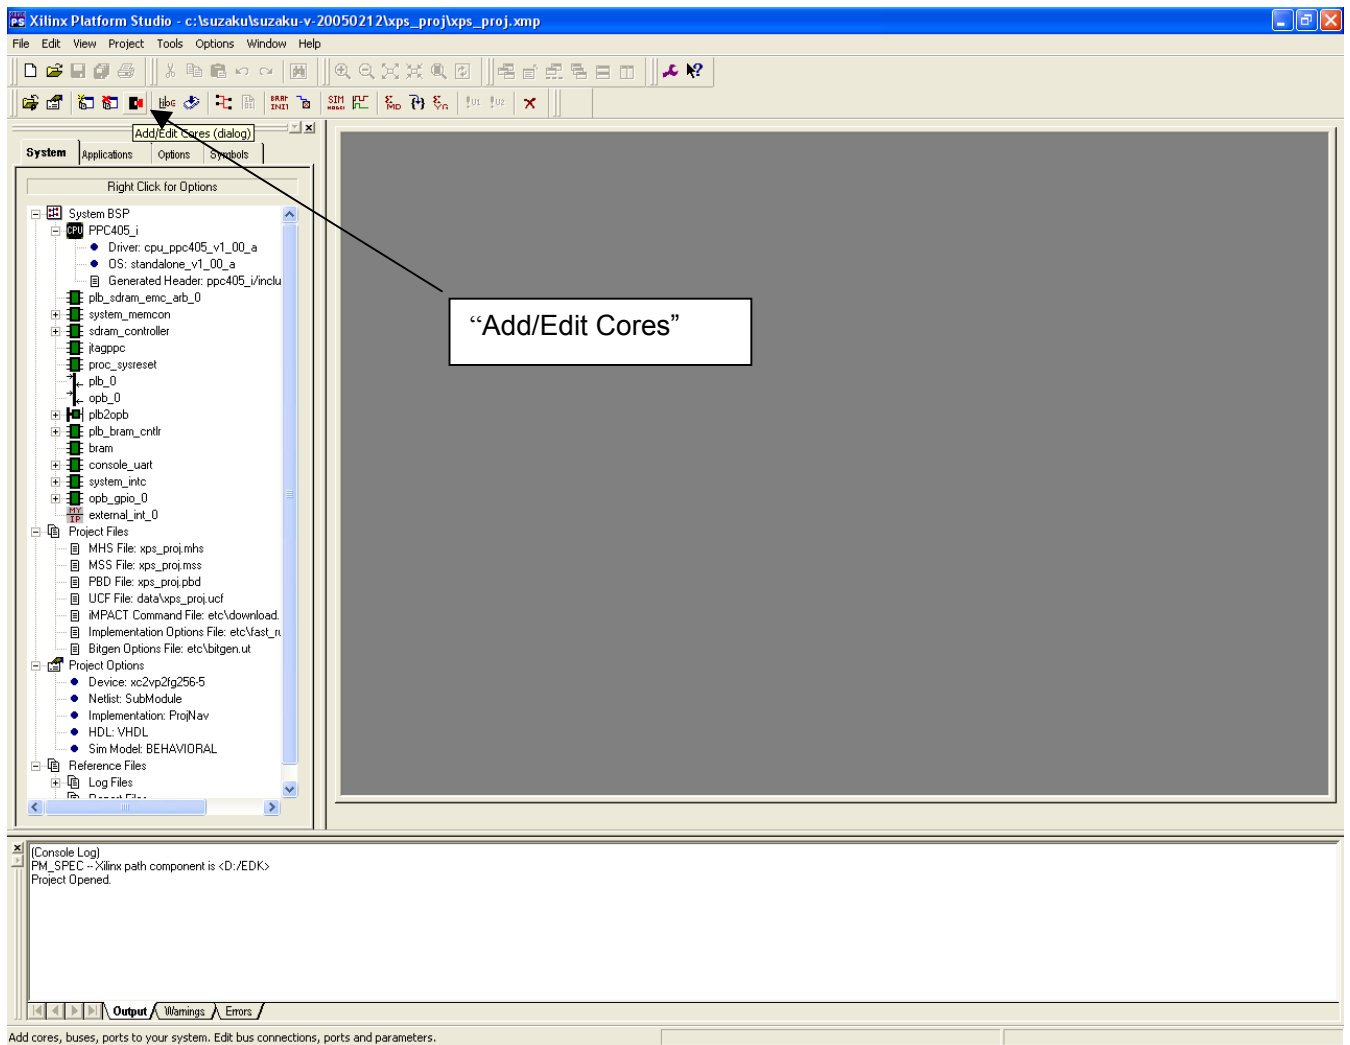 Xilinx Platform Studio - c:\suzaku\suzaku-v-20050212\xps_proj\xps_proj.xmp
File Edit View Project Tools Options Window Help
Add/Edit Cores (dialog)
System Applications Options Symbols
Right Click for Options
System BSP
PPC405_i
Driver: cpu_ppc405_v1_00_a
OS: standalone_v1_00_a
Generated Header: ppc405_i/inclu
plb_sdram_emc_arb_0
system_memcon
sdram_controller
jtagppc
proc_sysreset
plb_0
opb_0
plb2opb
plb_bram_cntlr
bram
console_uart
system_intc
opb_gpio_0
external_int_0
Project Files
MHS File: xps_proj.mhs
MSS File: xps_proj.mss
PBD File: xps_proj.pbd
UCF File: data\xps_proj.ucf
iMPACT Command File: etc\download.
Implementation Options File: etc\fast_ru
Bitgen Options File: etc\bitgen.ut
Project Options
Device: xc2vp2fg256-5
Netlist: SubModule
Implementation: ProjNav
HDL: VHDL
Sim Model: BEHAVIORAL
Reference Files
Log Files
“Add/Edit Cores”
(Console Log)
PM_SPEC -- Xilinx path component is <D:/EDK>
Project Opened.
Output Warnings Errors
Add cores, buses, ports to your system. Edit bus connections, ports and parameters.